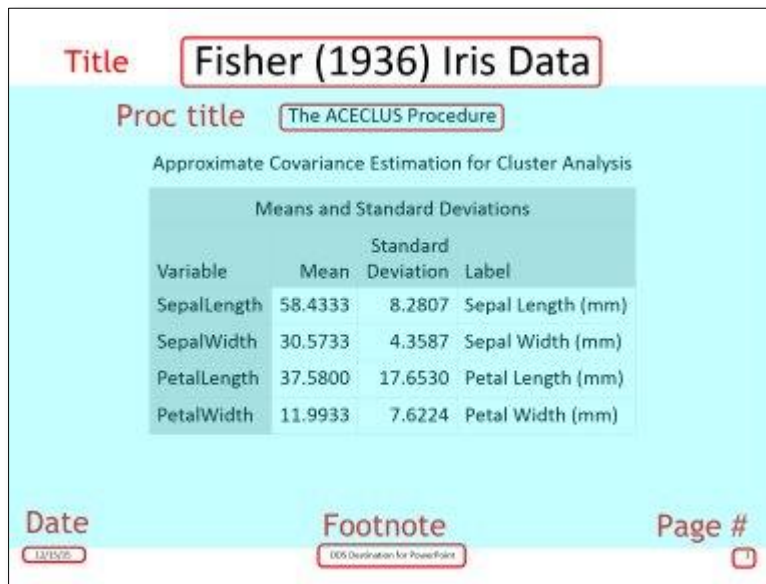 Title Fisher (1936) Iris Data
Proc title The ACECLUS Procedure
Approximate Covariance Estimation for Cluster Analysis
Means and Standard Deviations
Variable Mean Standard Deviation Label
SepalLength 58.4333 8.2807 Sepal Length (mm)
SepalWidth 30.5733 4.3587 Sepal Width (mm)
PetalLength 37.5800 17.6530 Petal Length (mm)
PetalWidth 11.9933 7.6224 Petal Width (mm)
Date Footnote Page #
ODS Destination for PowerPoint